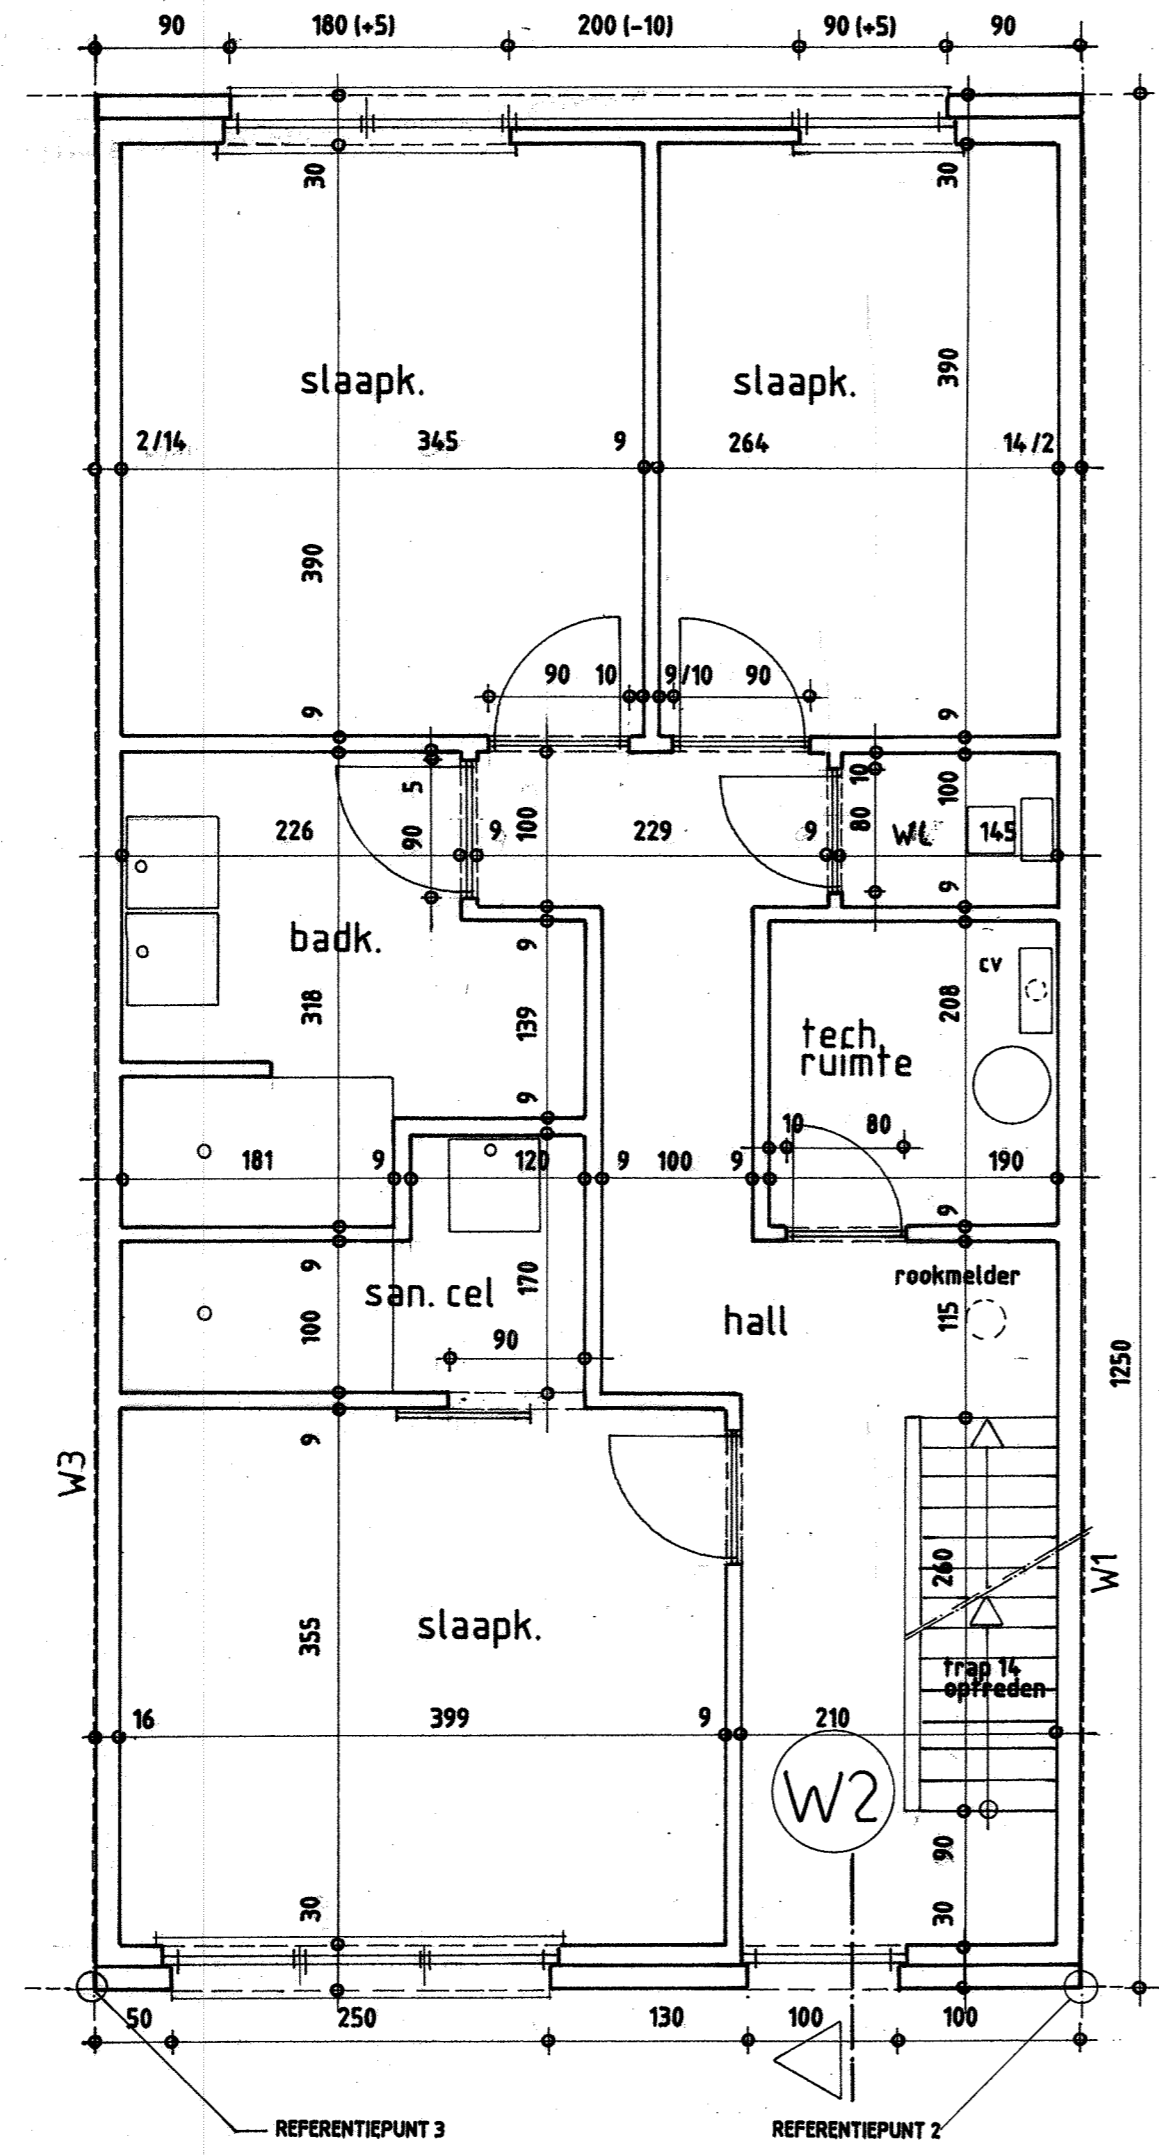 90 180 (+5) 200 (-10) 90 (+5) 90
30 30
slaapk. slaapk.
390
2/14 345 9 264 14/2
390
90 10 9/10 90
9 9
5 10 100
226 90 9 100 229 9 80 145
9
badk. 9 cv
318 139 208
tech.
ruimte
9 10 80
181 9 120 9 100 9 190
9
9 170 rookmelder
san. cel 115
100 hall
90
1250
9
W3
260 W1
355 slaapk.
trap 14
optreden
16 399 9 210
W2
90
30 30
50 250 130 100 100
REFERENTIEPUNT 3 REFERENTIEPUNT 2